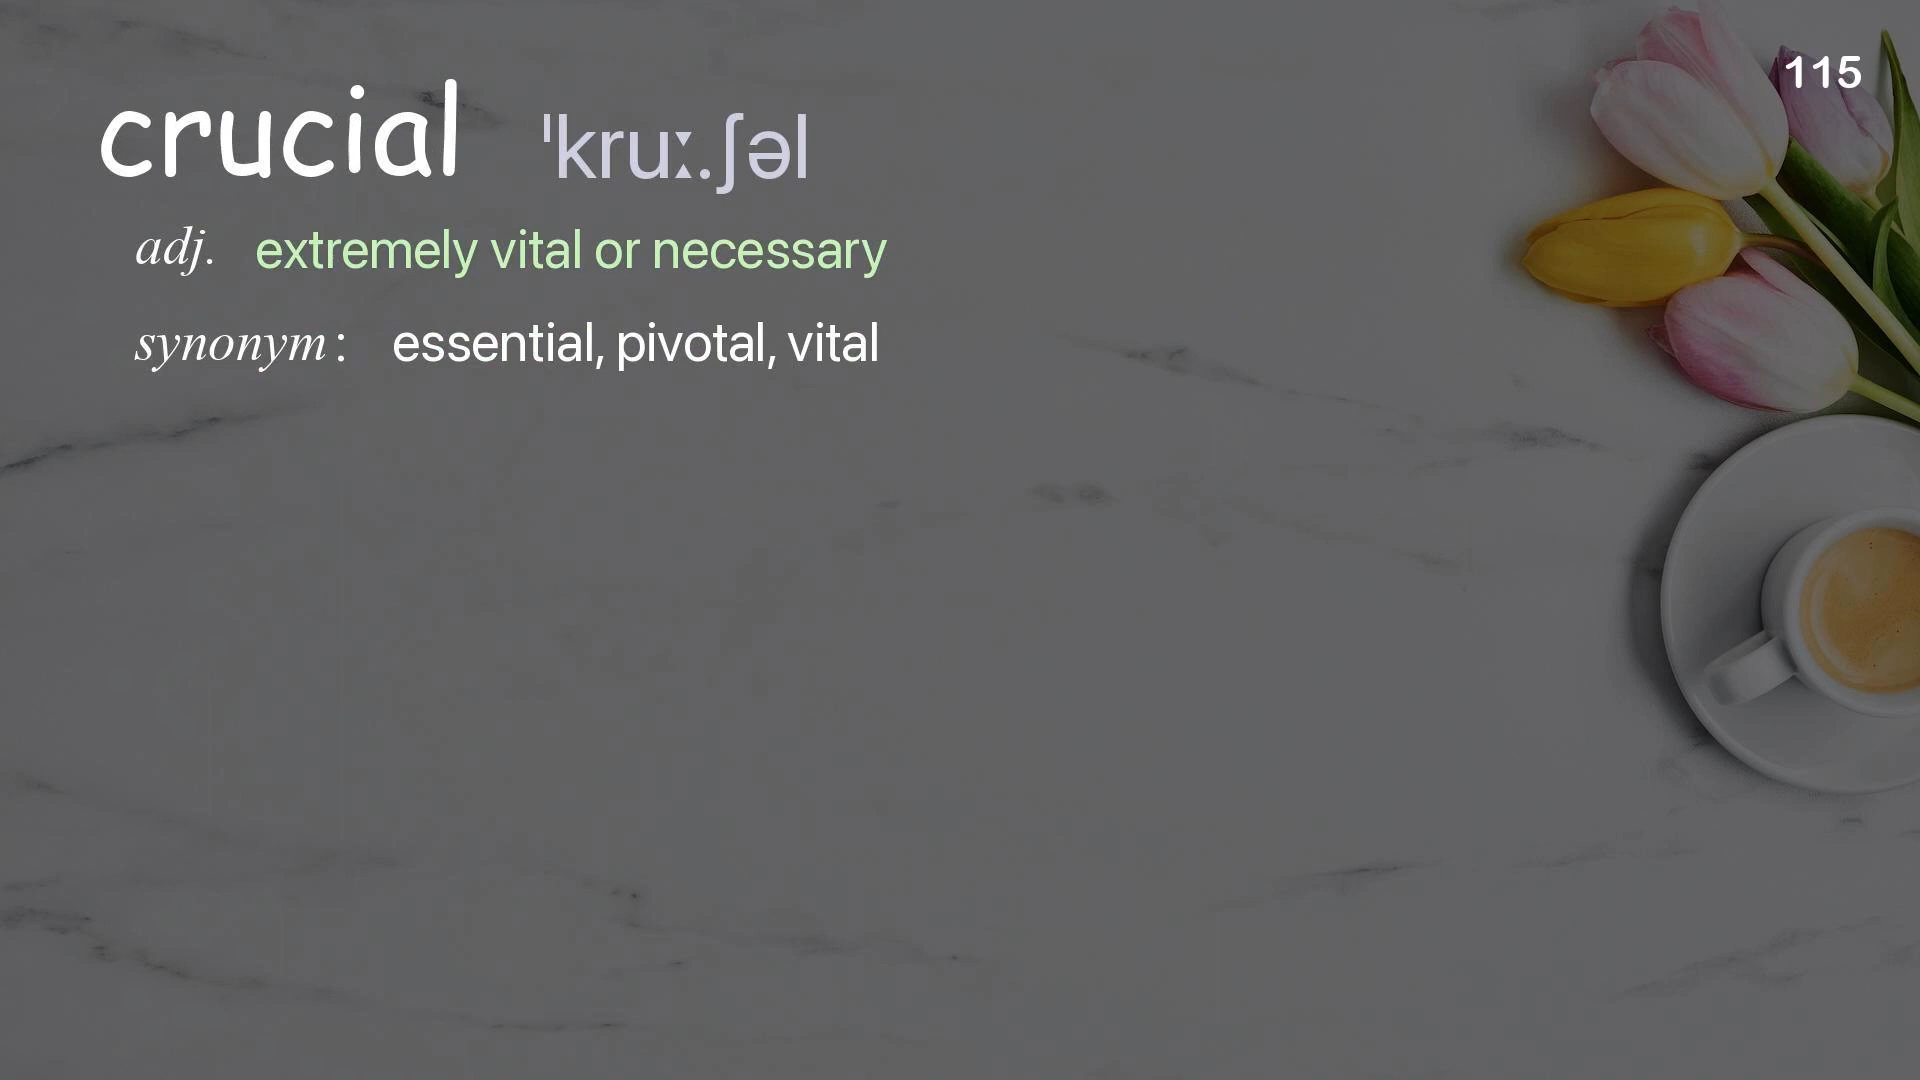 115
crucial ˈkruː.ʃəl
adj. extremely vital or necessary
synonym: essential, pivotal, vital